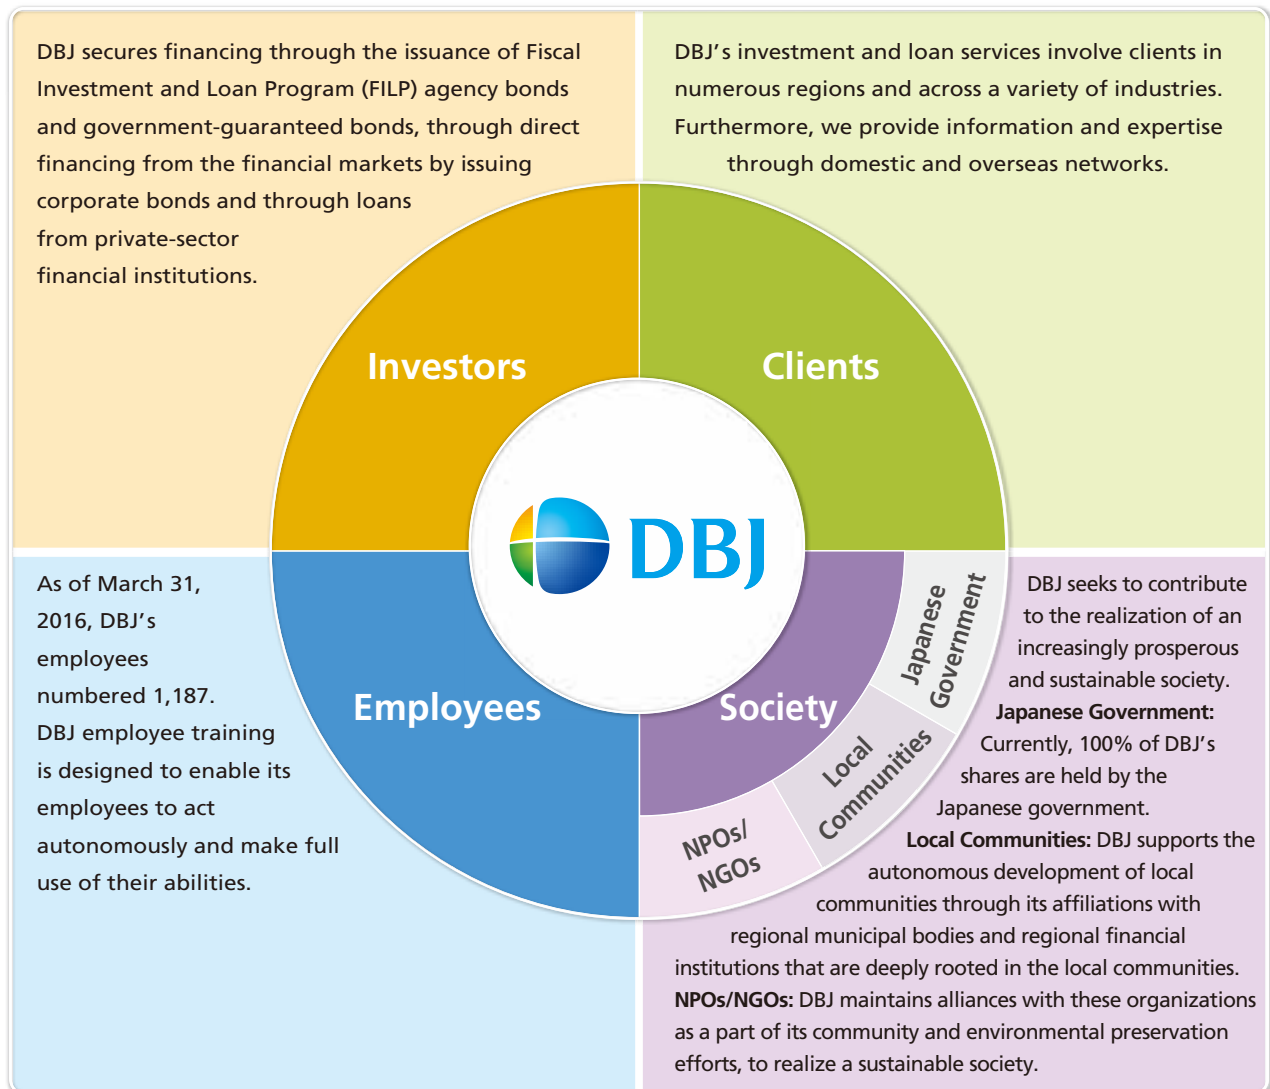 DBJ secures financing through the issuance of Fiscal
Investment and Loan Program (FILP) agency bonds
and government-guaranteed bonds, through direct
financing from the financial markets by issuing
corporate bonds and through loans
from private-sector
financial institutions.
DBJ's investment and loan services involve clients in
numerous regions and across a variety of industries.
Furthermore, we provide information and expertise
through domestic and overseas networks.
Investors
Clients
DBJ
Employees
Society
Japanese
Government
Local
Communities
NPOs/
NGOs
As of March 31,
2016, DBJ's
employees
numbered 1,187.
DBJ employee training
is designed to enable its
employees to act
autonomously and make full
use of their abilities.
DBJ seeks to contribute
to the realization of an
increasingly prosperous
and sustainable society.
Japanese Government:
Currently, 100% of DBJ's
shares are held by the
Japanese government.
Local Communities: DBJ supports the
autonomous development of local
communities through its affiliations with
regional municipal bodies and regional financial
institutions that are deeply rooted in the local communities.
NPOs/NGOs: DBJ maintains alliances with these organizations
as a part of its community and environmental preservation
efforts, to realize a sustainable society.